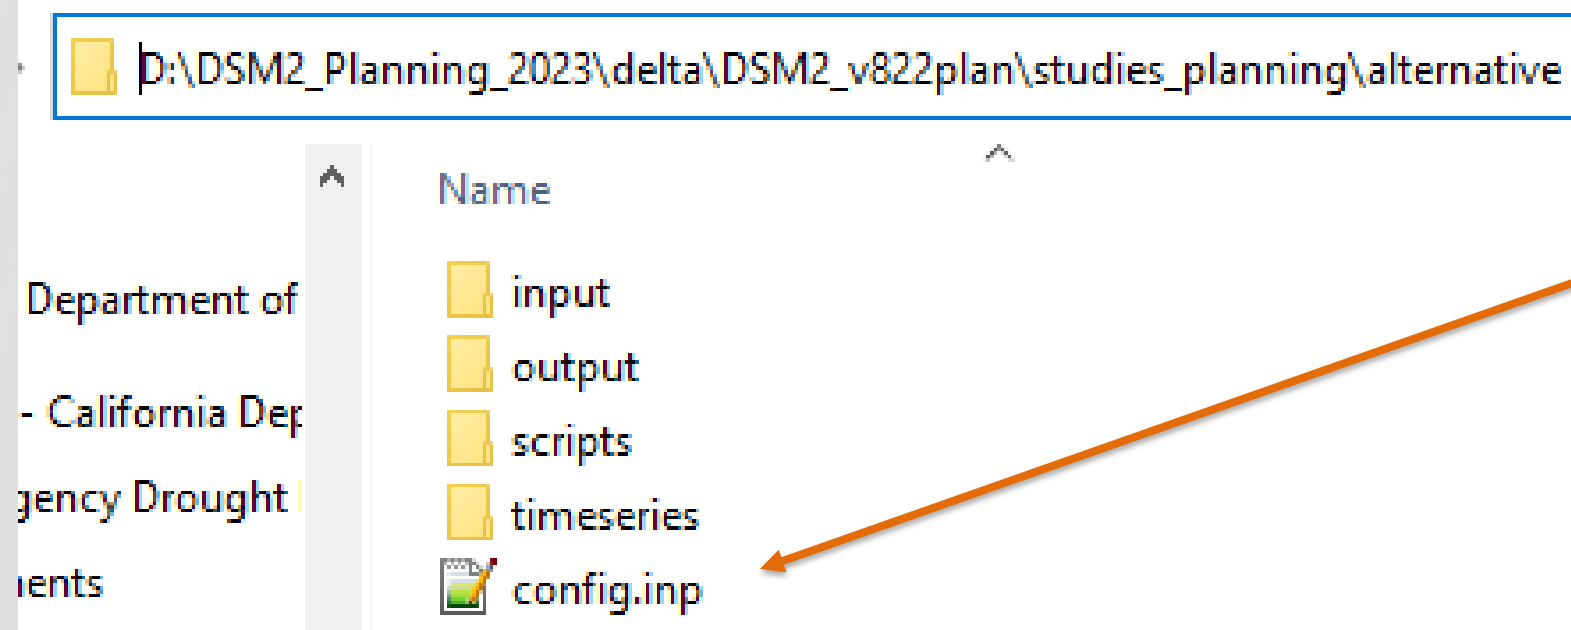 D:\DSM2_Planning_2023\delta\DSM2_v822plan\studies_planning\alternative
Name
Department of
- California Dep
gency Drought
ents
input
output
scripts
timeseries
config.inp